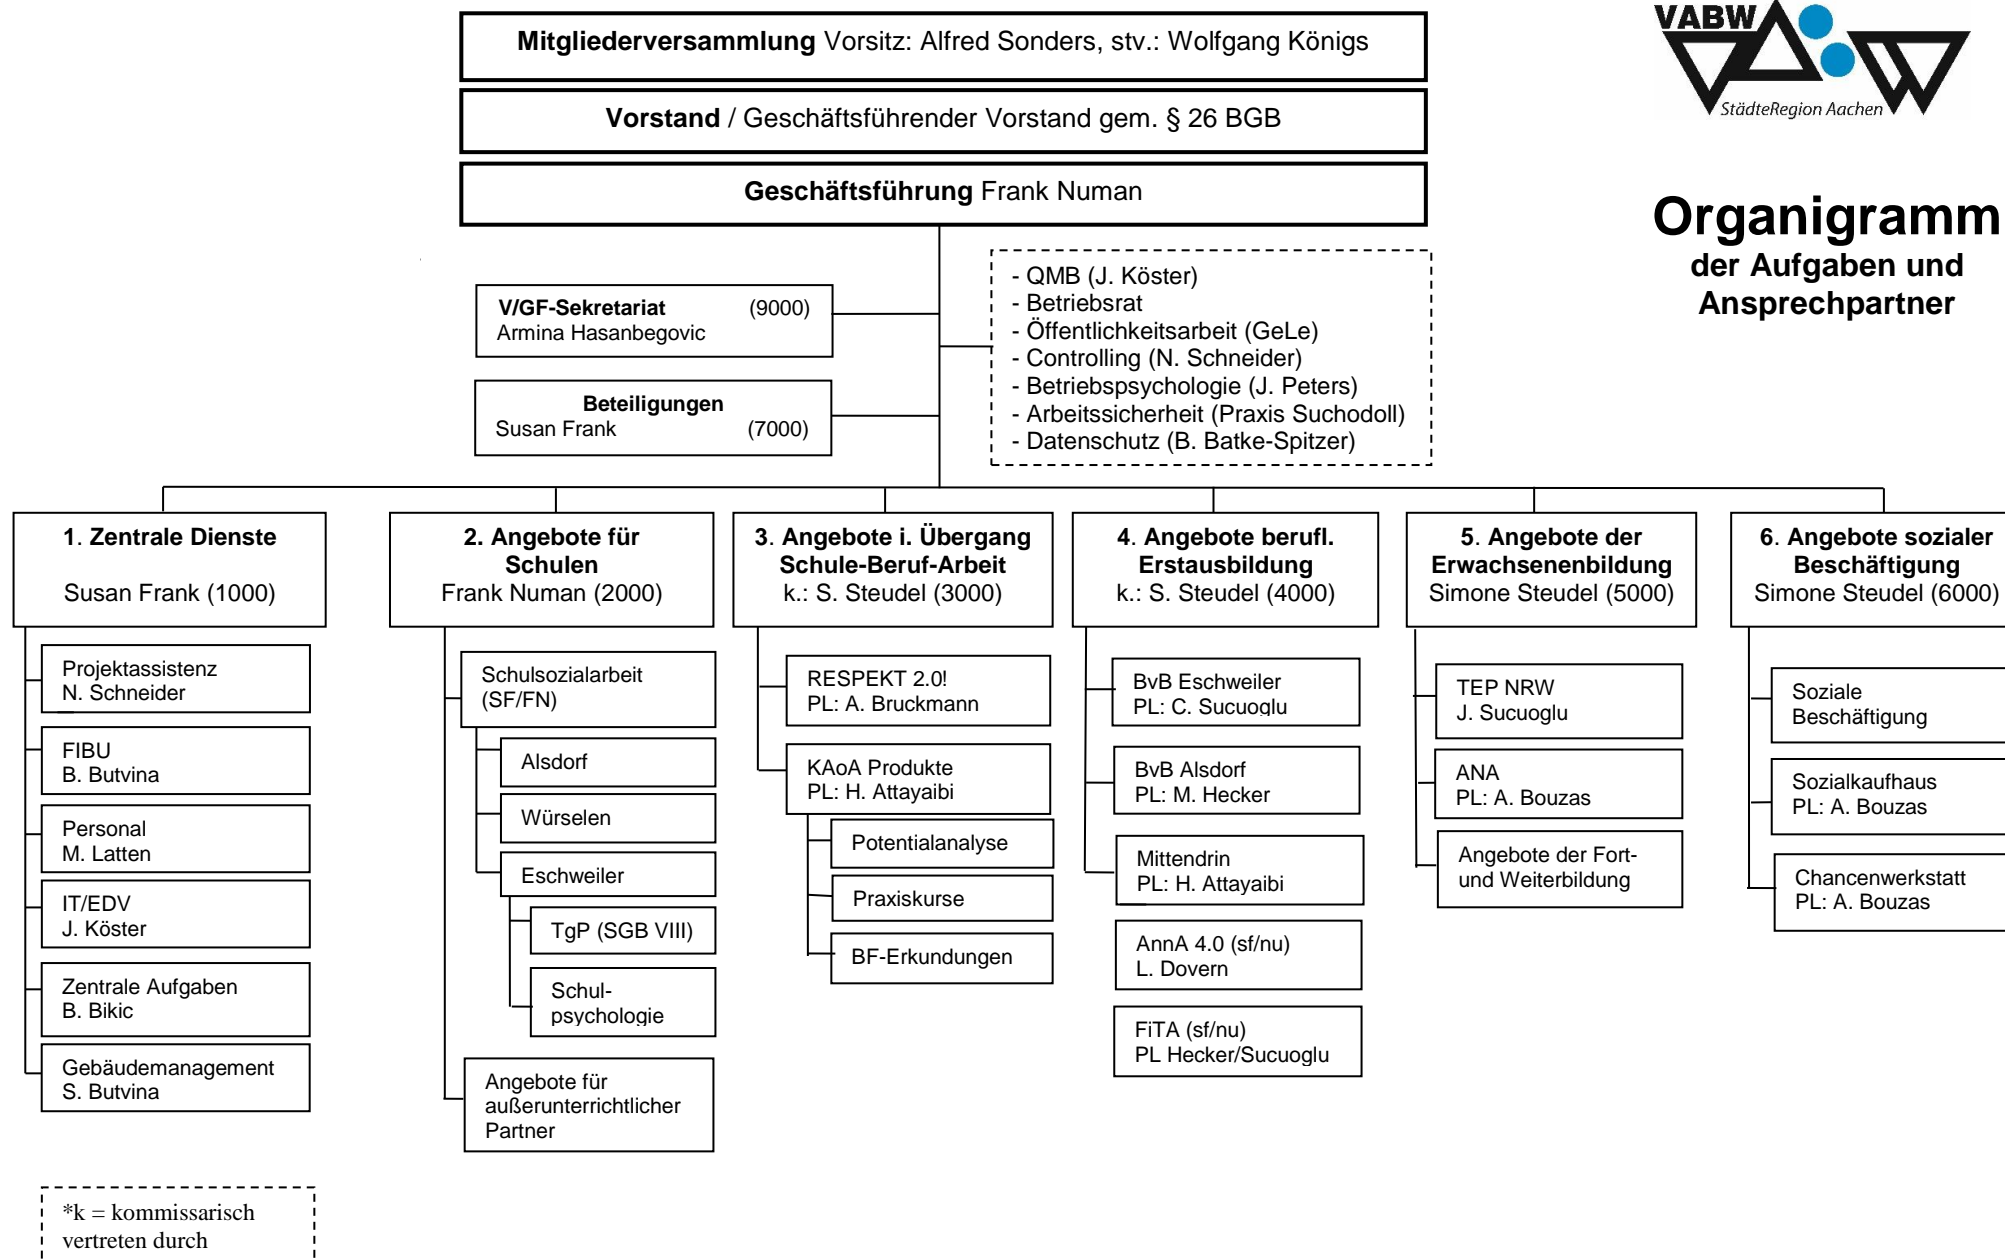 Mitgliederversammlung Vorsitz: Alfred Sonders, stv.: Wolfgang Königs
Vorstand / Geschäftsführender Vorstand gem. § 26 BGB
Geschäftsführung Frank Numan
VABW
StädteRegion Aachen
Organigramm
der Aufgaben und
Ansprechpartner
V/GF-Sekretariat (9000)
Armina Hasanbegovic
Beteiligungen
Susan Frank (7000)
- QMB (J. Köster)
- Betriebsrat
- Öffentlichkeitsarbeit (GeLe)
- Controlling (N. Schneider)
- Betriebspsychologie (J. Peters)
- Arbeitssicherheit (Praxis Suchodoll)
- Datenschutz (B. Batke-Spitzer)
1. Zentrale Dienste
Susan Frank (1000)
Projektassistenz
N. Schneider
FIBU
B. Butvina
Personal
M. Latten
IT/EDV
J. Köster
Zentrale Aufgaben
B. Bikic
Gebäudemanagement
S. Butvina
2. Angebote für
Schulen
Frank Numan (2000)
Schulsozialarbeit
(SF/FN)
Alsdorf
Würselen
Eschweiler
TgP (SGB VIII)
Schul-
psychologie
Angebote für
außerunterrichtlicher
Partner
3. Angebote i. Übergang
Schule-Beruf-Arbeit
k.: S. Steudel (3000)
RESPEKT 2.0!
PL: A. Bruckmann
KAoA Produkte
PL: H. Attayaibi
Potentialanalyse
Praxiskurse
BF-Erkundungen
4. Angebote berufl.
Erstausbildung
k.: S. Steudel (4000)
BvB Eschweiler
PL: C. Sucuoglu
BvB Alsdorf
PL: M. Hecker
Mittendrin
PL: H. Attayaibi
AnnA 4.0 (sf/nu)
L. Dovern
FiTA (sf/nu)
PL Hecker/Sucuoglu
5. Angebote der
Erwachsenenbildung
Simone Steudel (5000)
TEP NRW
J. Sucuoglu
ANA
PL: A. Bouzas
Angebote der Fort-
und Weiterbildung
6. Angebote sozialer
Beschäftigung
Simone Steudel (6000)
Soziale
Beschäftigung
Sozialkaufhaus
PL: A. Bouzas
Chancenwerkstatt
PL: A. Bouzas
*k = kommissarisch
vertreten durch